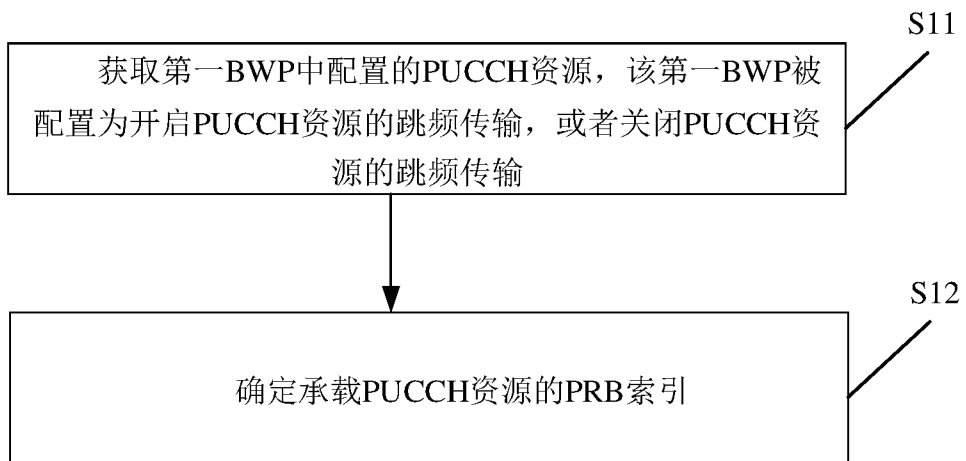 S11
获取第一BWP中配置的PUCCH资源，该第一BWP被
配置为开启PUCCH资源的跳频传输，或者关闭PUCCH资
源的跳频传输
S12
确定承载PUCCH资源的PRB索引